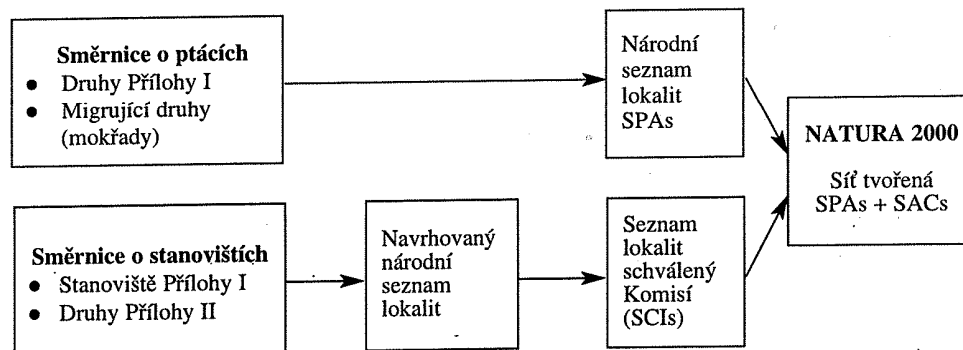 Směrnice o ptácích
● Druhy Přílohy I
● Migrující druhy
(mokřady)
Národní
seznam
lokalit
SPAs
NATURA 2000
Síť tvořená
SPAs + SACs
Směrnice o stanovištích
● Stanoviště Přílohy I
● Druhy Přílohy II
Navrhovaný
národní
seznam
lokalit
Seznam
lokalit
schválený
Komisí
(SCIs)